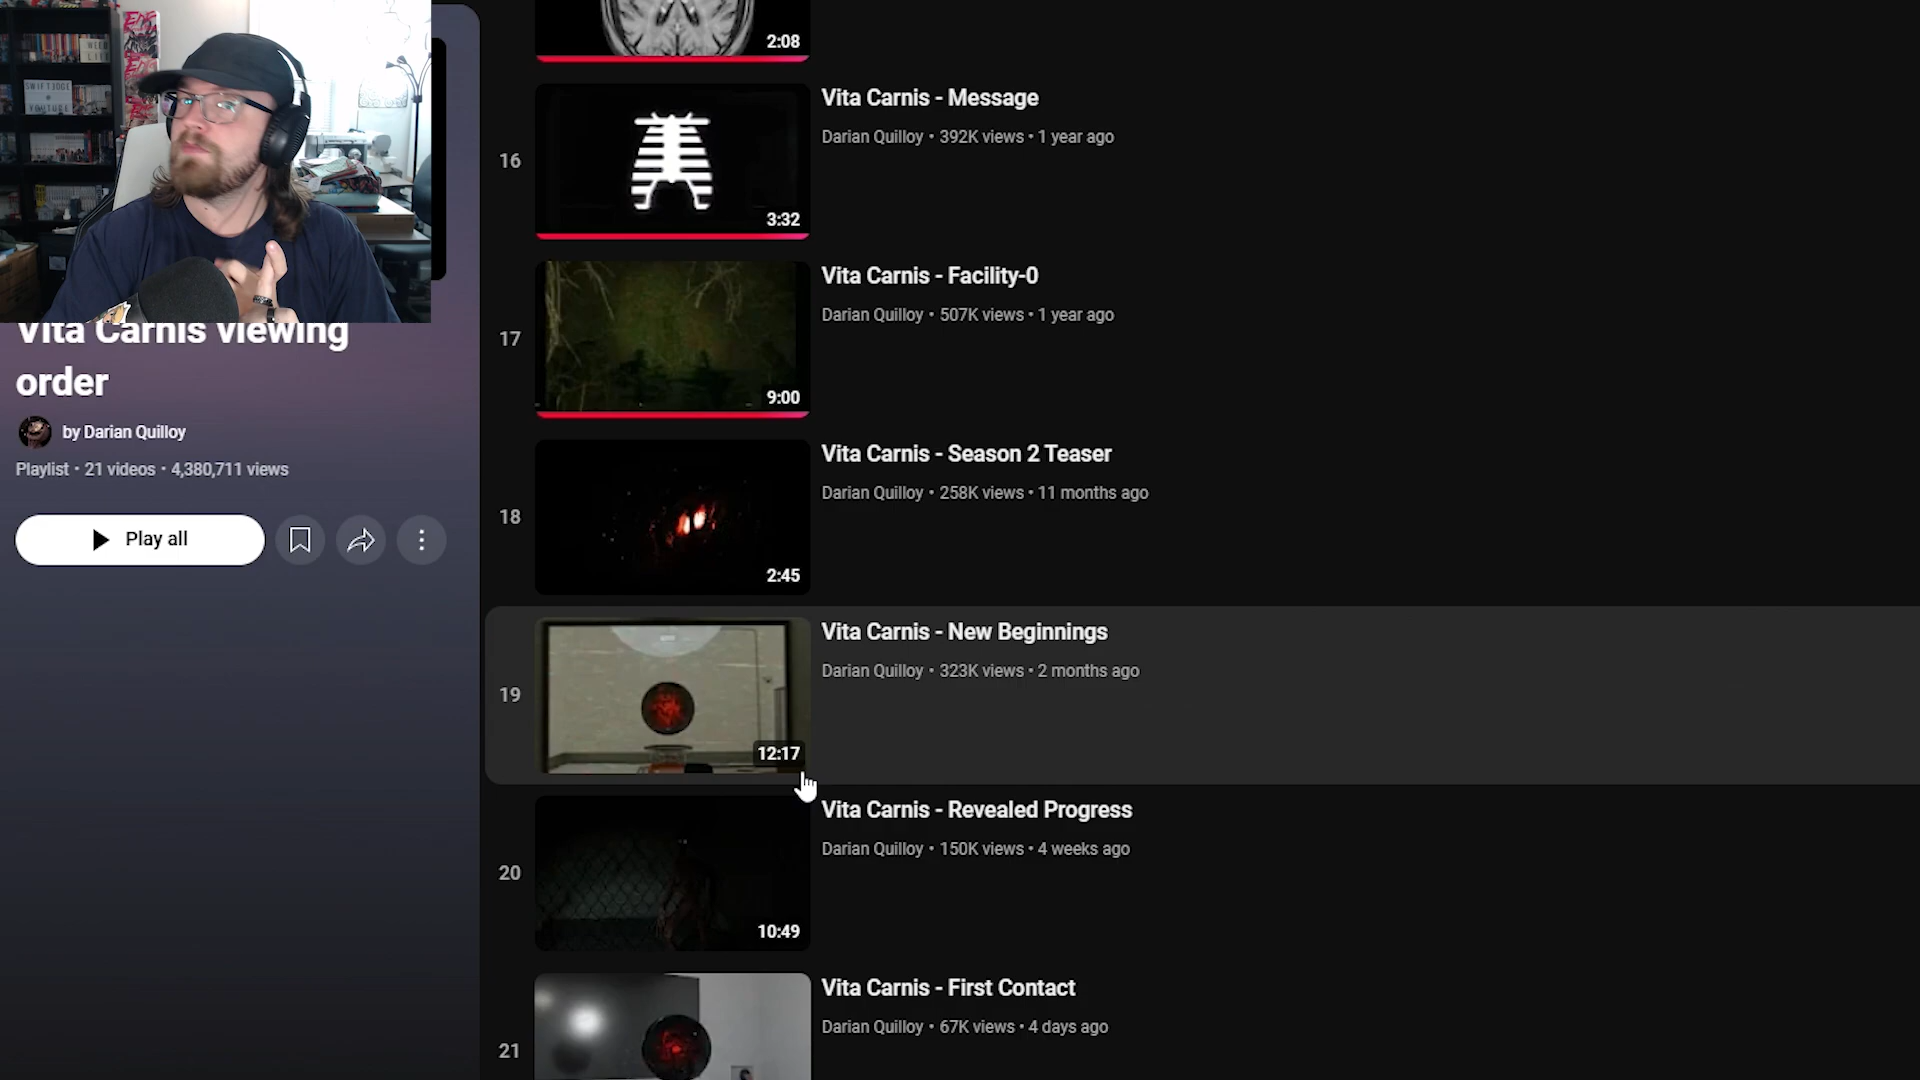 SWIFTJOGE
YOUTUBE
Vita Carnis viewing
order
by Darian Quilloy
Playlist • 21 videos • 4,380,711 views
Play all
2:08
16
3:32
Vita Carnis - Message
Darian Quilloy • 392K views • 1 year ago
17
9:00
Vita Carnis - Facility-0
Darian Quilloy • 507K views • 1 year ago
18
2:45
Vita Carnis - Season 2 Teaser
Darian Quilloy • 258K views • 11 months ago
19
12:17
Vita Carnis - New Beginnings
Darian Quilloy • 323K views • 2 months ago
20
10:49
Vita Carnis - Revealed Progress
Darian Quilloy • 150K views • 4 weeks ago
21
Vita Carnis - First Contact
Darian Quilloy • 67K views • 4 days ago